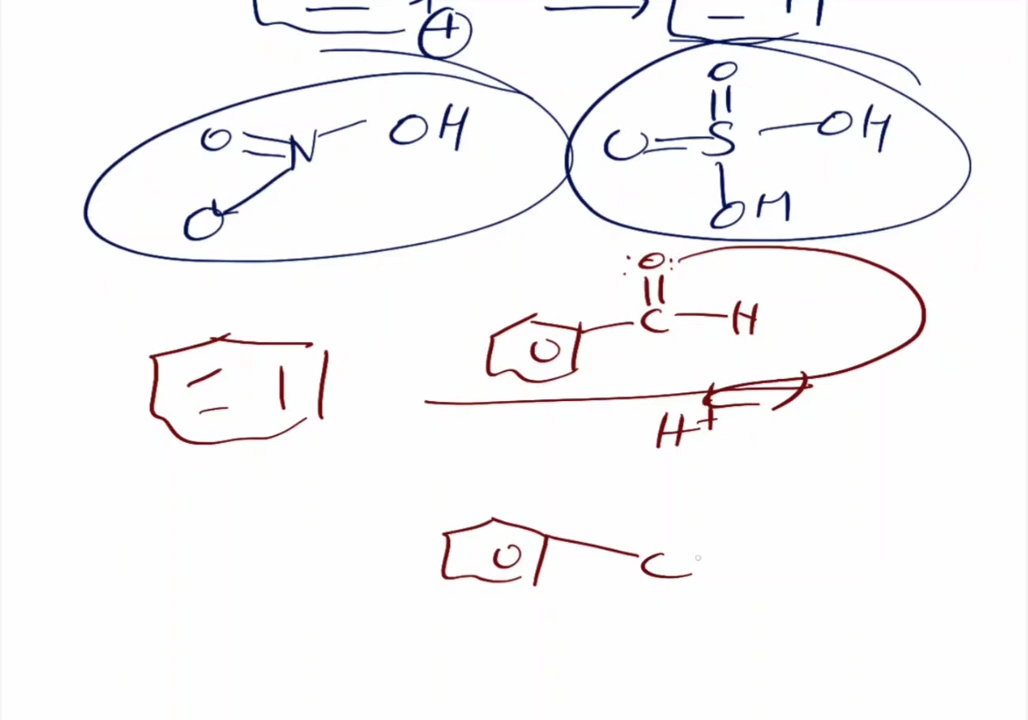 + H
O=N-OH O=S-OH
O O
OH
O
C-H
O
H+
O C